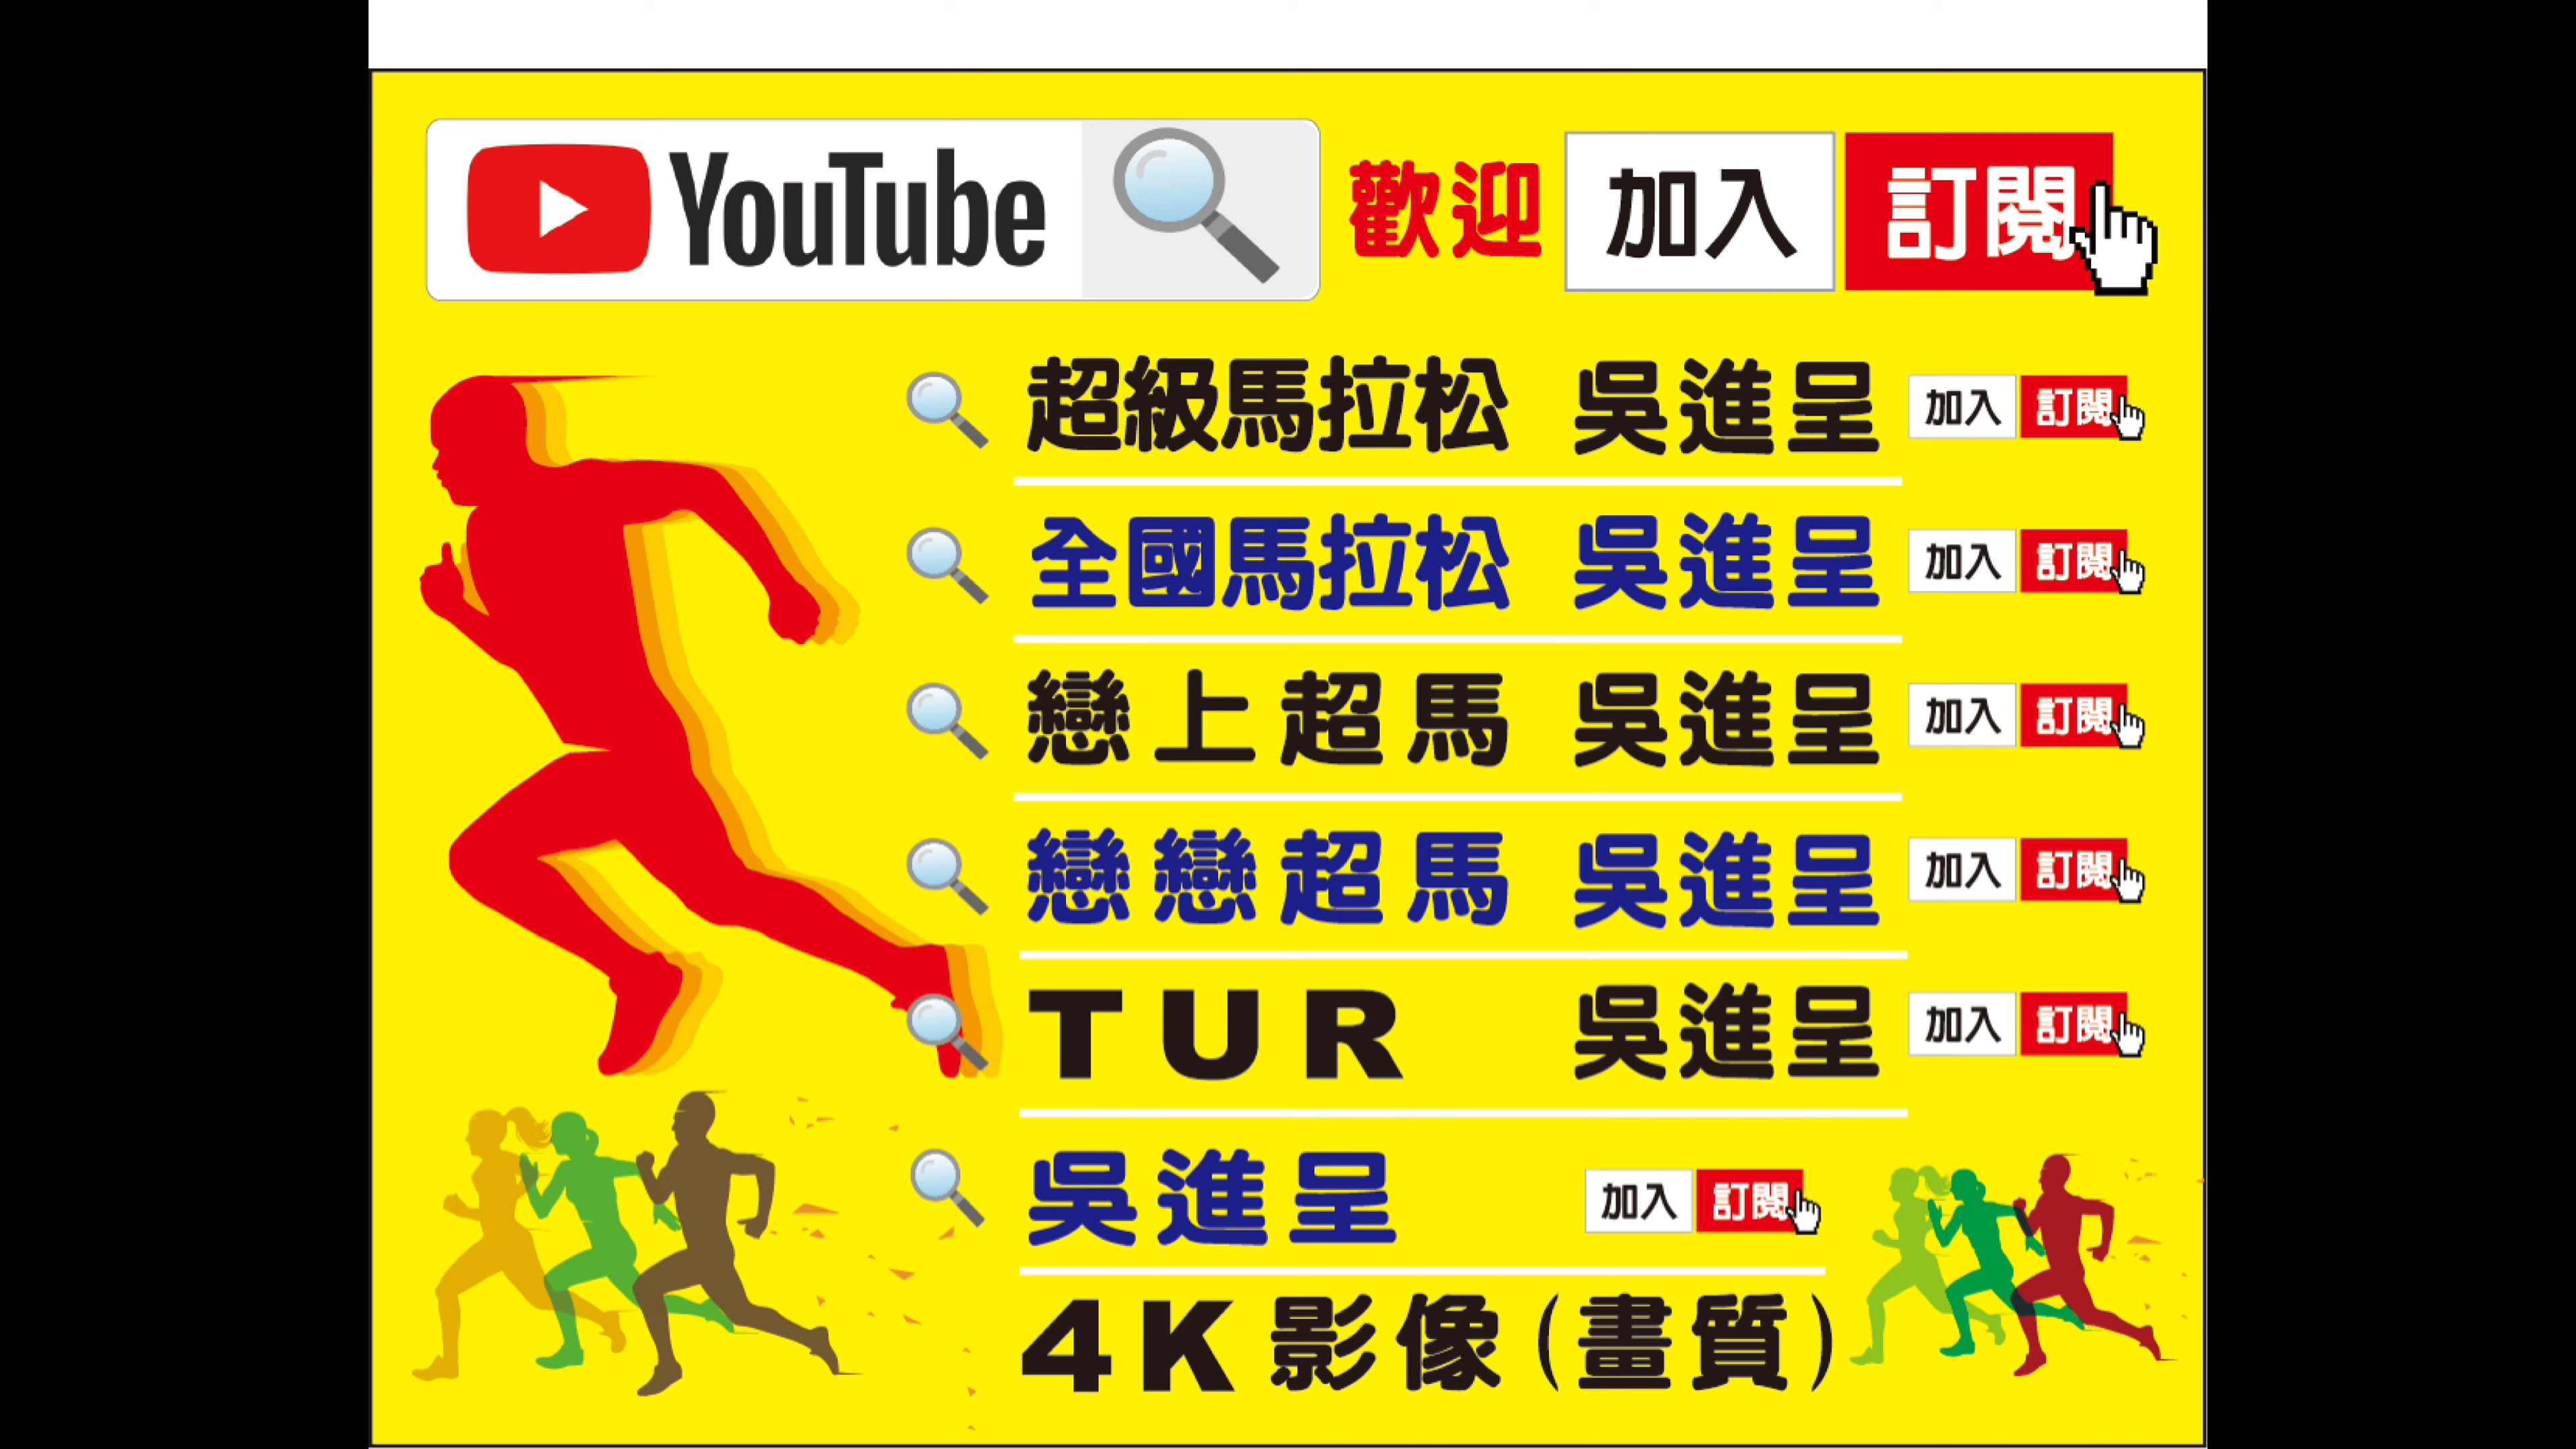 YouTube 歡迎 加入 訂閱
超級馬拉松 吳進呈 加入 訂閱
全國馬拉松 吳進呈 加入 訂閱
戀上超馬 吳進呈 加入 訂閱
戀戀超馬 吳進呈 加入 訂閱
TUR 吳進呈 加入 訂閱
吳進呈 加入 訂閱
4K影像(畫質)